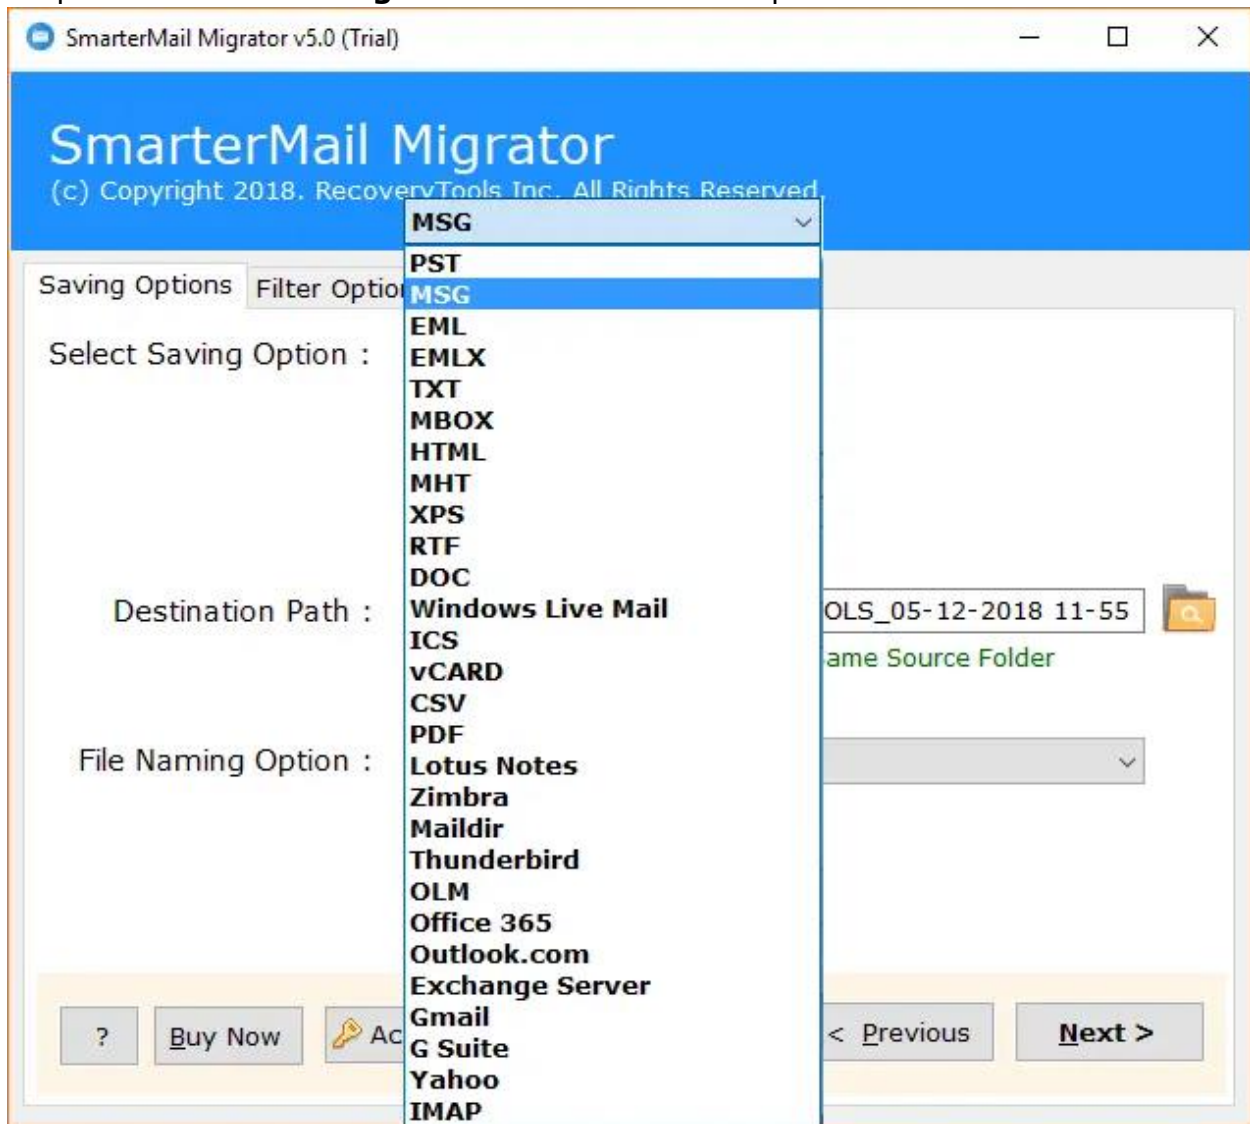 SmarterMail Migrator v5.0 (Trial)
SmarterMail Migrator
(c) Copyright 2018. RecoveryTools Inc. All Rights Reserved.
MSG
Saving Options
Filter
PST
MSG
EML
EMLX
TXT
MBOX
HTML
MHT
XPS
RTF
DOC
Windows Live Mail
ICS
vCARD
CSV
PDF
Lotus Notes
Zimbra
Maildir
Thunderbird
OLM
Office 365
Outlook.com
Exchange Server
Gmail
G Suite
Yahoo
IMAP
Select Saving Option :
Destination Path :
OLS_05-12-2018 11-55
Source Folder
File Naming Option :
?
Buy Now
< Previous
Next >